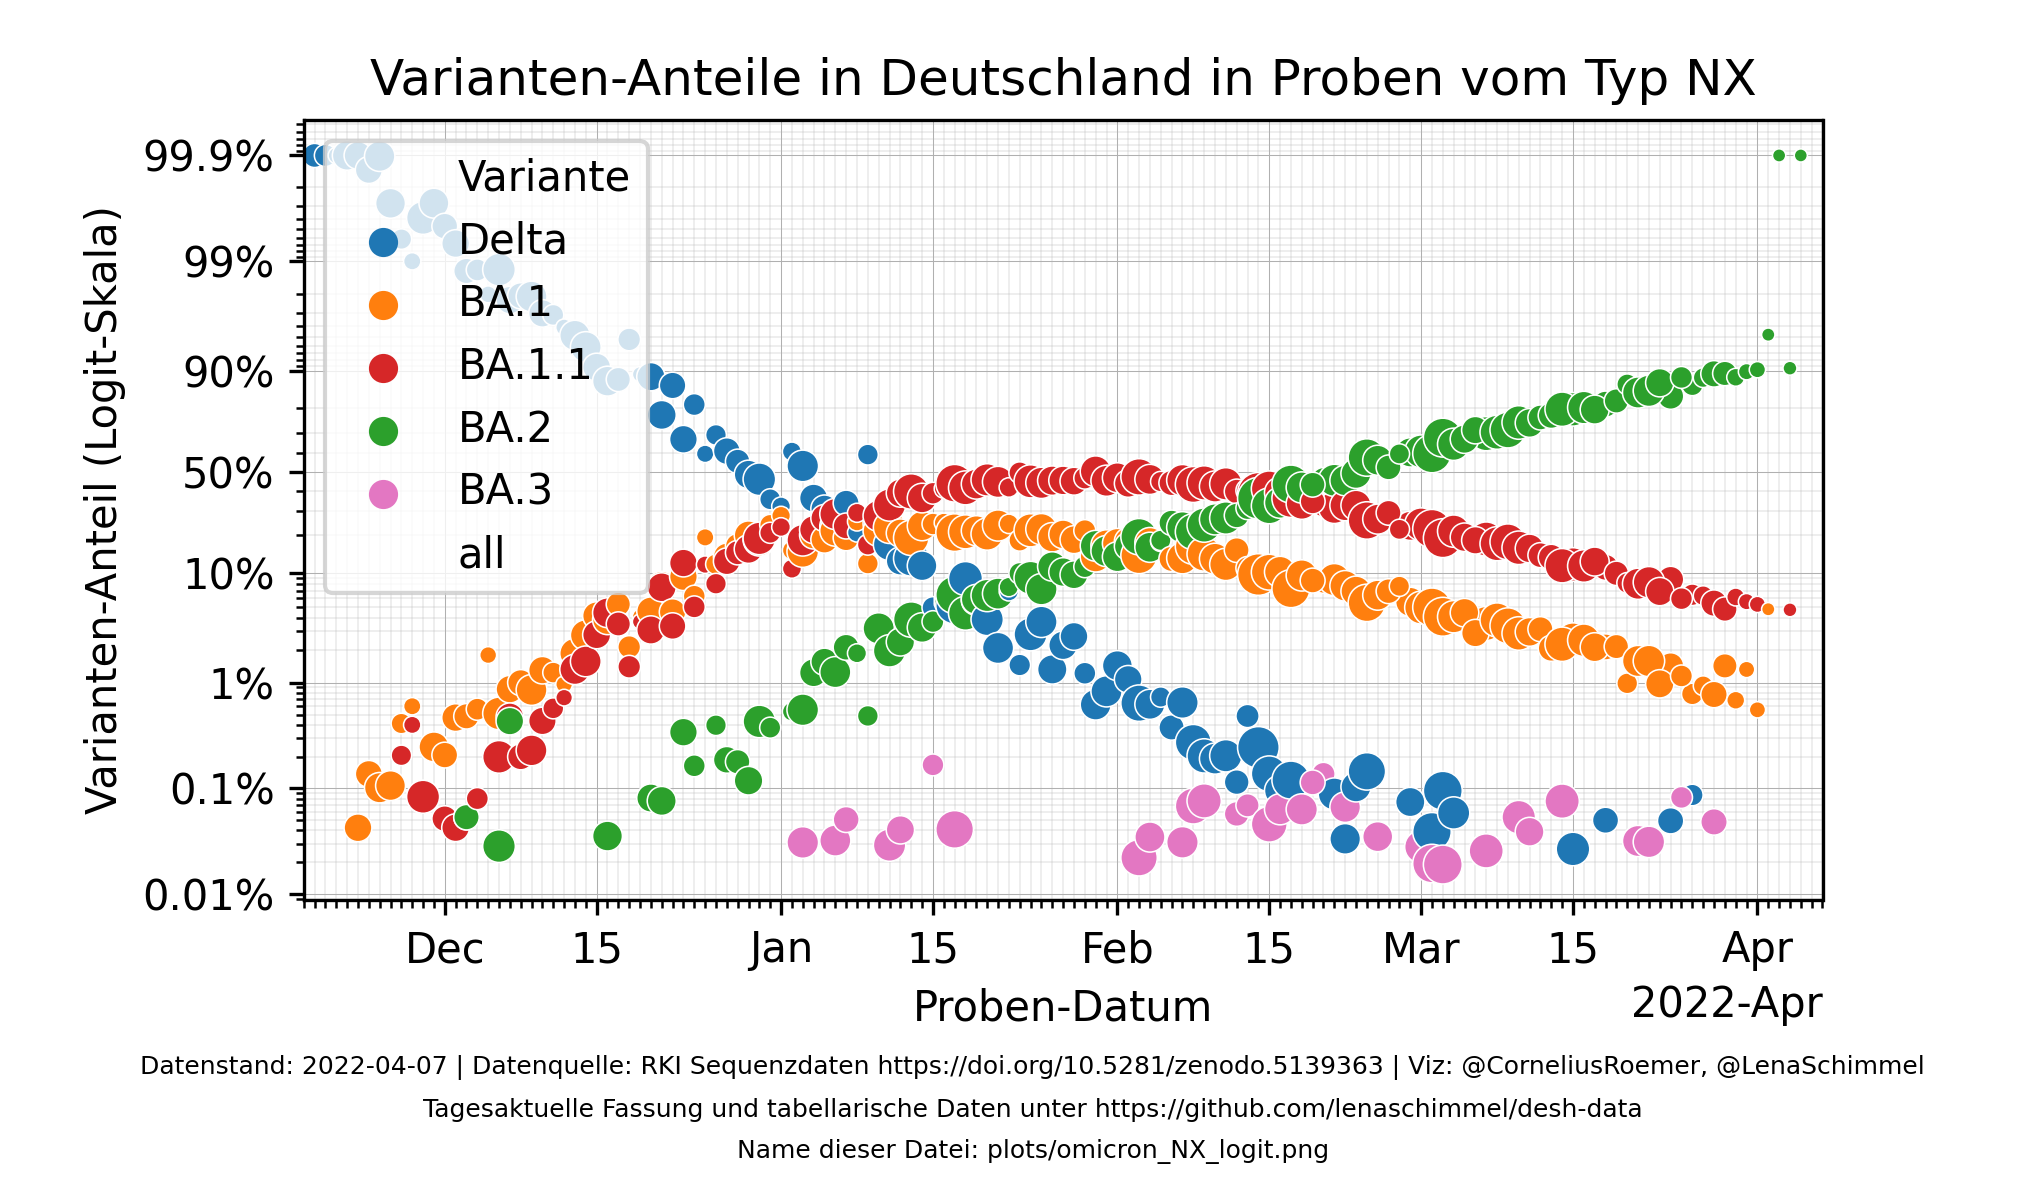 Varianten-Anteile in Deutschland in Proben vom Typ NX
Varianten-Anteil (Logit-Skala)
99.9%
99%
90%
50%
10%
1%
0.1%
0.01%
Variante
Delta
BA.1
BA.1.1
BA.2
BA.3
all
Dec 15 Jan 15 Feb 15 Mar 15 Apr
Proben-Datum
2022-Apr
Datenstand: 2022-04-07 | Datenquelle: RKI Sequenzdaten https://doi.org/10.5281/zenodo.5139363 | Viz: @CorneliusRoemer, @LenaSchimmel
Tagesaktuelle Fassung und tabellarische Daten unter https://github.com/lenaschimmel/desh-data
Name dieser Datei: plots/omicron_NX_logit.png